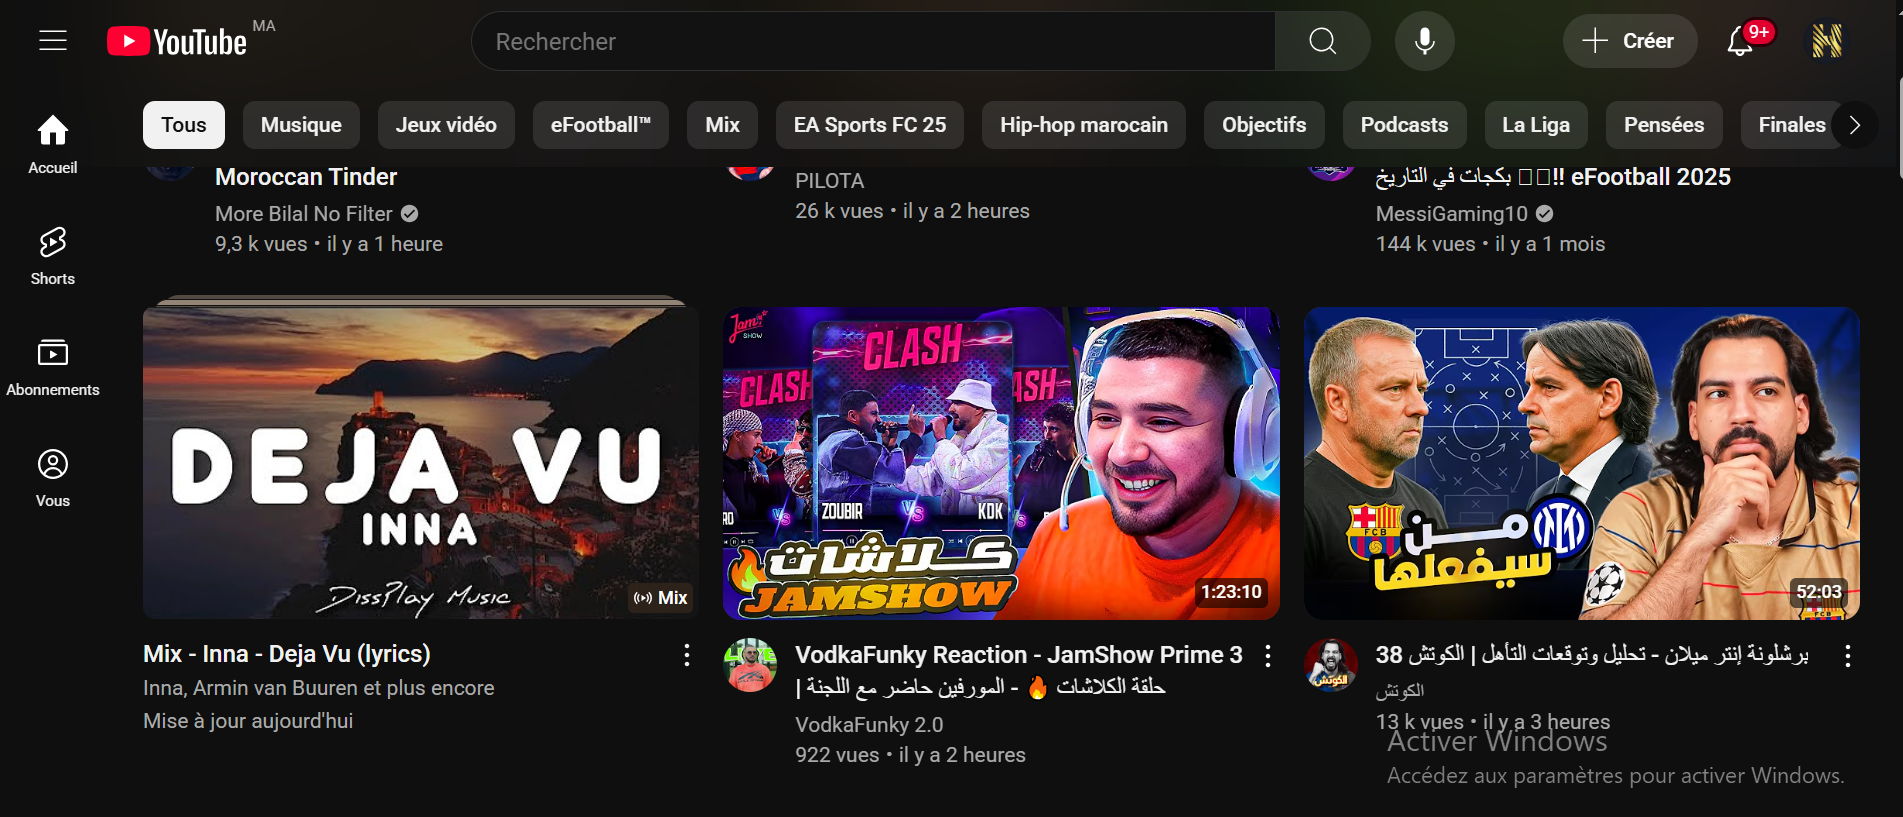 YouTube MA
Rechercher
Créer
9+
Tous
Musique
Jeux vidéo
eFootball™
Mix
EA Sports FC 25
Hip-hop marocain
Objectifs
Podcasts
La Liga
Pensées
Finales
Accueil
Shorts
Abonnements
Vous
Moroccan Tinder
More Bilal No Filter
9,3 k vues • il y a 1 heure
PILOTA
26 k vues • il y a 2 heures
بكجات في التاريخ !! eFootball 2025
MessiGaming10
144 k vues • il y a 1 mois
DEJA VU
INNA
DissPlay Music
Mix
Mix - Inna - Deja Vu (lyrics)
Inna, Armin van Buuren et plus encore
Mise à jour aujourd'hui
Jam
SHOW
CLASH
CLASH
ASH
ZOUBIR
VS
KDK
VS
كلاشات
JAMSHOW
1:23:10
VodkaFunky Reaction - JamShow Prime 3
| حلقة الكلاشات 🔥 - المورفين حاضر مع اللجنة
VodkaFunky 2.0
922 vues • il y a 2 heures
FCB
من
سيفعلها
52:03
برشلونة إنتر ميلان - تحليل وتوقعات التأهل | الكوتش 38
الكوتش
الكوتش
13 k vues • il y a 3 heures
Activer Windows
Accédez aux paramètres pour activer Windows.